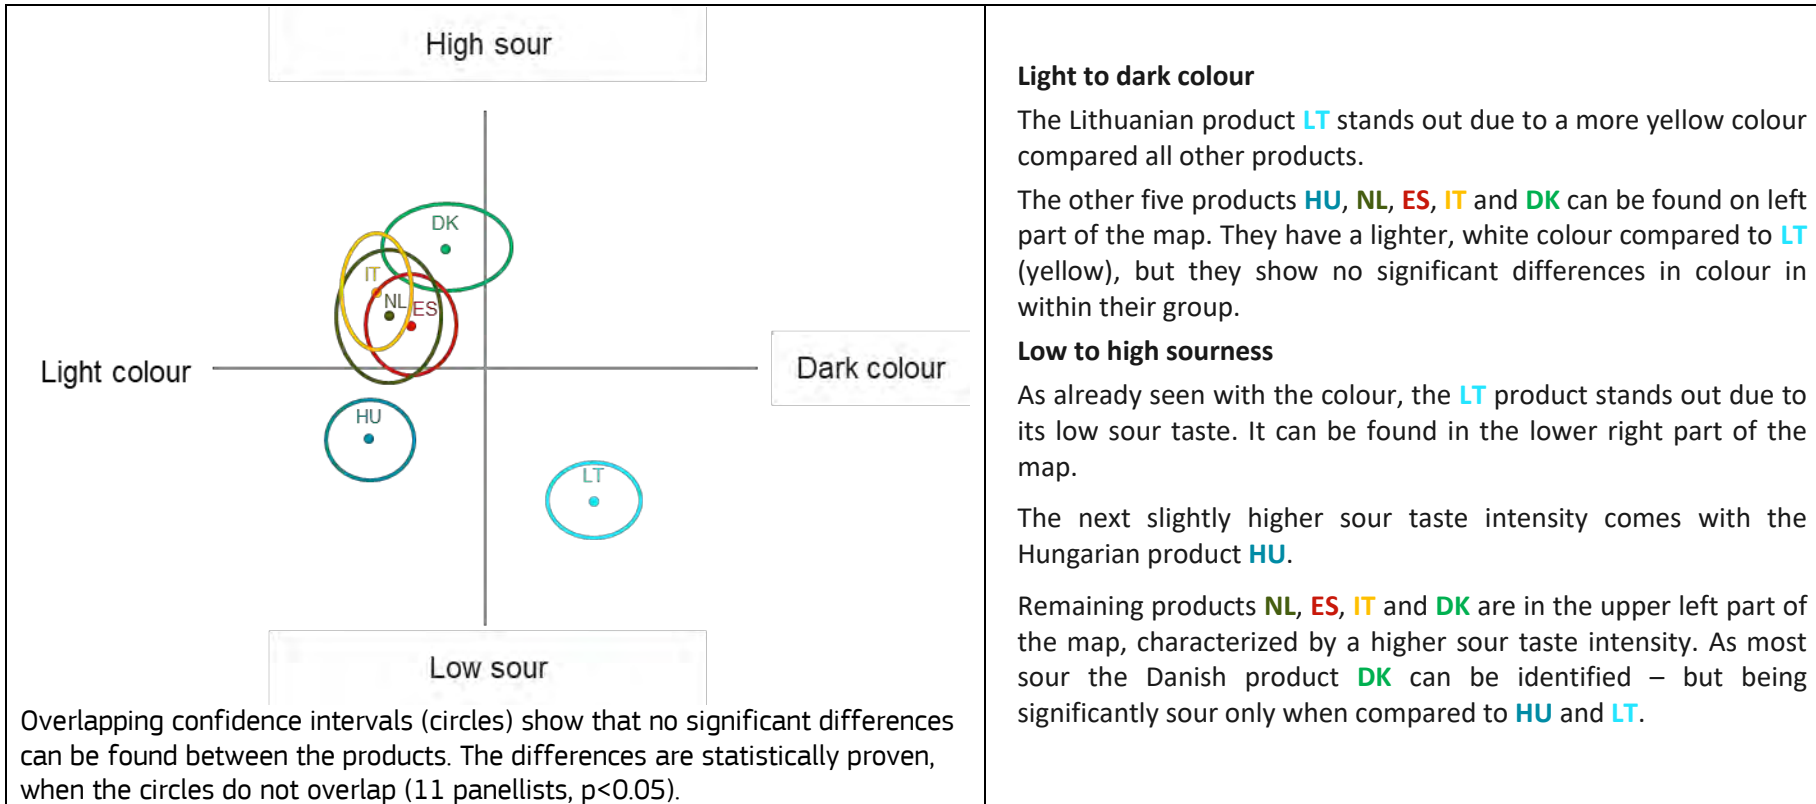 High sour
DK
IT
NL
ES
Light colour
Dark colour
HU
LT
Low sour
Overlapping confidence intervals (circles) show that no significant differences
can be found between the products. The differences are statistically proven,
when the circles do not overlap (11 panellists, p<0.05).
Light to dark colour
The Lithuanian product LT stands out due to a more yellow colour
compared all other products.
The other five products HU, NL, ES, IT and DK can be found on left
part of the map. They have a lighter, white colour compared to LT
(yellow), but they show no significant differences in colour in
within their group.
Low to high sourness
As already seen with the colour, the LT product stands out due to
its low sour taste. It can be found in the lower right part of the
map.
The next slightly higher sour taste intensity comes with the
Hungarian product HU.
Remaining products NL, ES, IT and DK are in the upper left part of
the map, characterized by a higher sour taste intensity. As most
sour the Danish product DK can be identified – but being
significantly sour only when compared to HU and LT.